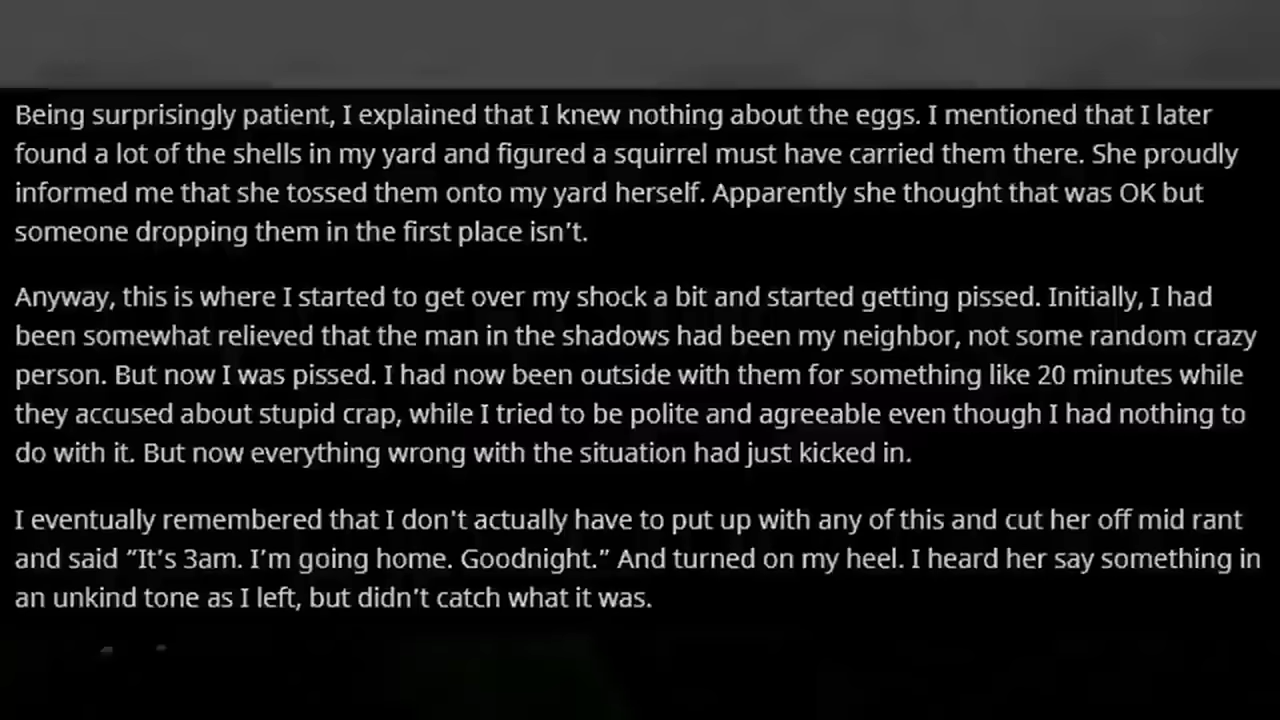 Being surprisingly patient, I explained that I knew nothing about the eggs. I mentioned that I later
found a lot of the shells in my yard and figured a squirrel must have carried them there. She proudly
informed me that she tossed them onto my yard herself. Apparently she thought that was OK but
someone dropping them in the first place isn’t.
Anyway, this is where I started to get over my shock a bit and started getting pissed. Initially, I had
been somewhat relieved that the man in the shadows had been my neighbor, not some random crazy
person. But now I was pissed. I had now been outside with them for something like 20 minutes while
they accused about stupid crap, while I tried to be polite and agreeable even though I had nothing to
do with it. But now everything wrong with the situation had just kicked in.
I eventually remembered that I don't actually have to put up with any of this and cut her off mid rant
and said “It’s 3am. I’m going home. Goodnight.” And turned on my heel. I heard her say something in
an unkind tone as I left, but didn’t catch what it was.